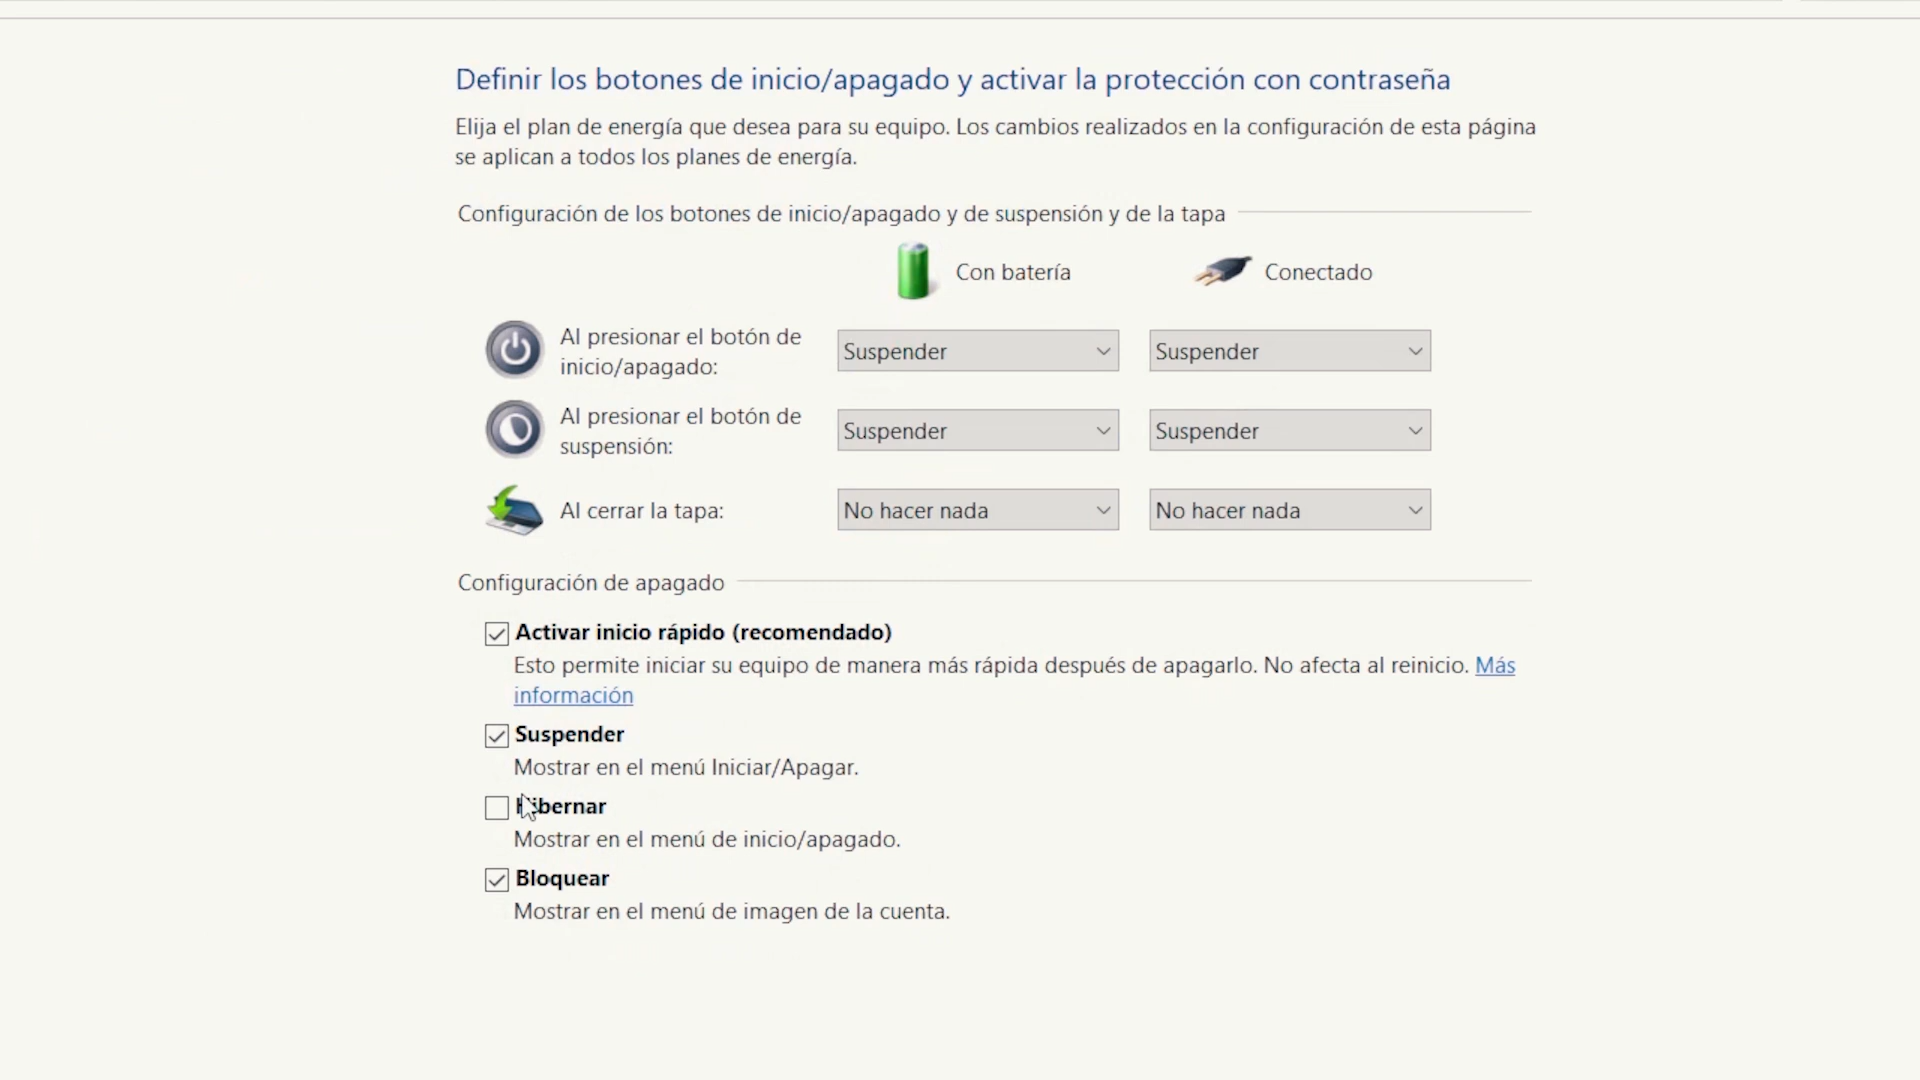 Definir los botones de inicio/apagado y activar la protección con contraseña
Elija el plan de energía que desea para su equipo. Los cambios realizados en la configuración de esta página
se aplican a todos los planes de energía.
Configuración de los botones de inicio/apagado y de suspensión y de la tapa
Con batería
Conectado
Al presionar el botón de
inicio/apagado:
Suspender
Suspender
Al presionar el botón de
suspensión:
Suspender
Suspender
Al cerrar la tapa:
No hacer nada
No hacer nada
Configuración de apagado
Activar inicio rápido (recomendado)
Esto permite iniciar su equipo de manera más rápida después de apagarlo. No afecta al reinicio. Más
información
Suspender
Mostrar en el menú Iniciar/Apagar.
Hibernar
Mostrar en el menú de inicio/apagado.
Bloquear
Mostrar en el menú de imagen de la cuenta.